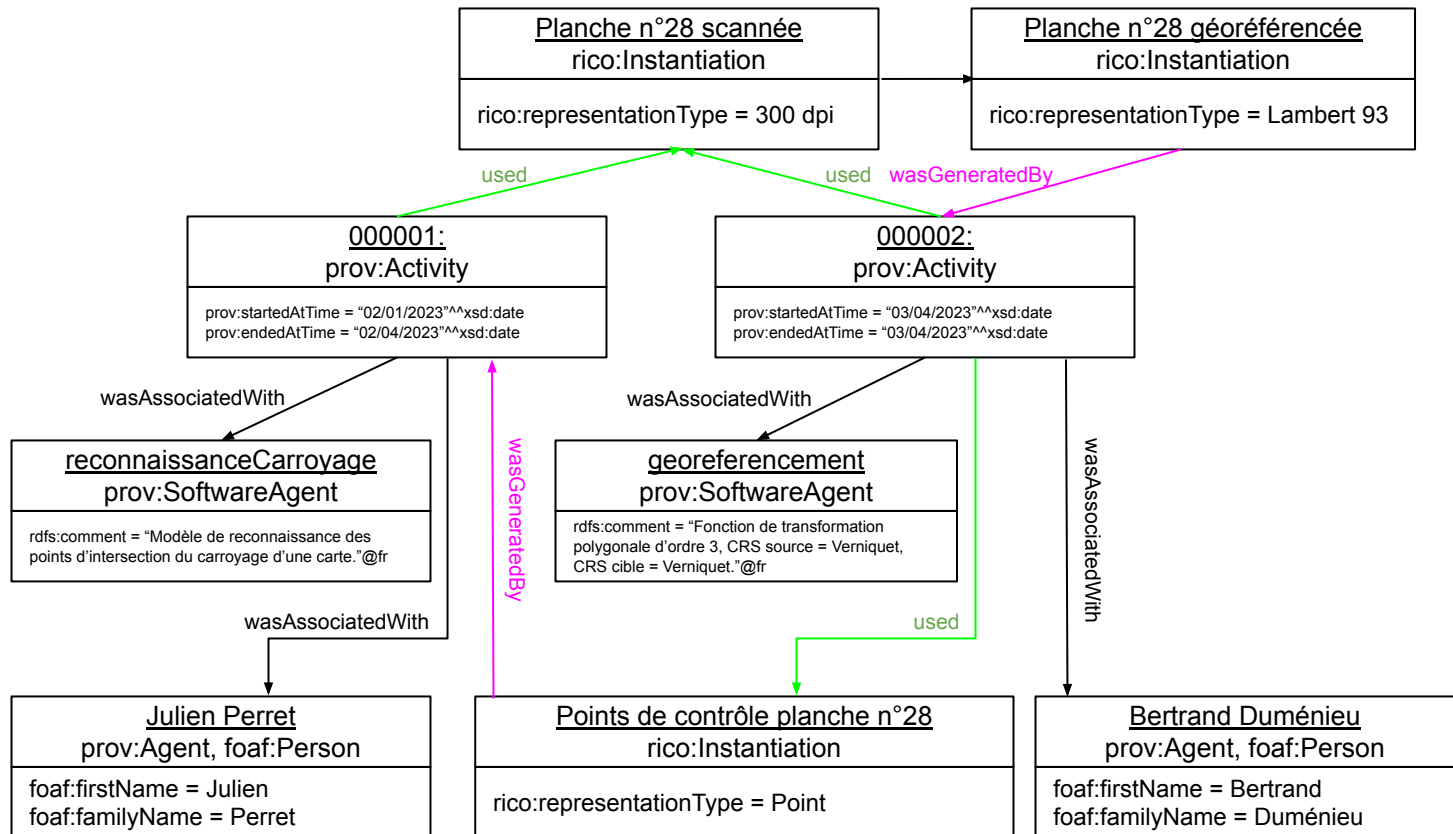 Planche n°28 scannée
rico:Instantiation
rico:representationType = 300 dpi
Planche n°28 géoréférencée
rico:Instantiation
rico:representationType = Lambert 93
used
used
wasGeneratedBy
000001:
prov:Activity
prov:startedAtTime = “02/01/2023”^^xsd:date
prov:endedAtTime = “02/04/2023”^^xsd:date
000002:
prov:Activity
prov:startedAtTime = “03/04/2023”^^xsd:date
prov:endedAtTime = “03/04/2023”^^xsd:date
wasAssociatedWith
wasGeneratedBy
wasAssociatedWith
wasAssociatedWith
reconnaissanceCarroyage
prov:SoftwareAgent
rdfs:comment = “Modèle de reconnaissance des
points d’intersection du carroyage d’une carte.”@fr
georeferencement
prov:SoftwareAgent
rdfs:comment = “Fonction de transformation
polygonale d’ordre 3, CRS source = Verniquet,
CRS cible = Verniquet.”@fr
wasAssociatedWith
used
Julien Perret
prov:Agent, foaf:Person
foaf:firstName = Julien
foaf:familyName = Perret
Points de contrôle planche n°28
rico:Instantiation
rico:representationType = Point
Bertrand Duménieu
prov:Agent, foaf:Person
foaf:firstName = Bertrand
foaf:familyName = Duménieu